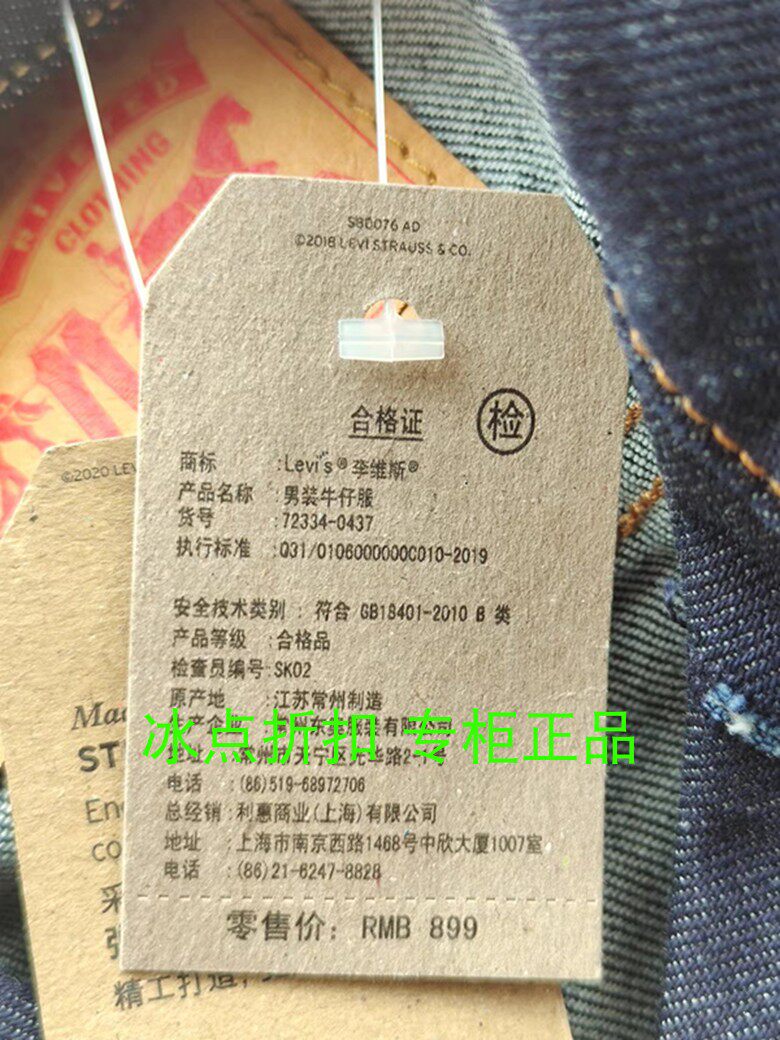 RIVETED
CLOTHING
SB0076 AD
©2018 LEVI STRAUSS & CO.
合格证
检
商标 :Levi's®李维斯®
产品名称 :男装牛仔服
货号 :72334-0437
执行标准 :Q31/0106000000C010-2019
安全技术类别 : 符合 GB18401-2010 B 类
产品等级 :合格品
检查员编号:SK02
原产地 :江苏常州制造
冰点折扣 专柜正品
电话 :(86)519-68972706
总经销 :利惠商业(上海)有限公司
地址 :上海市南京西路1468号中欣大厦1007室
电话 :(86)21-6247-8828
零售价: RMB 899
©2020 LEV
精工打造,